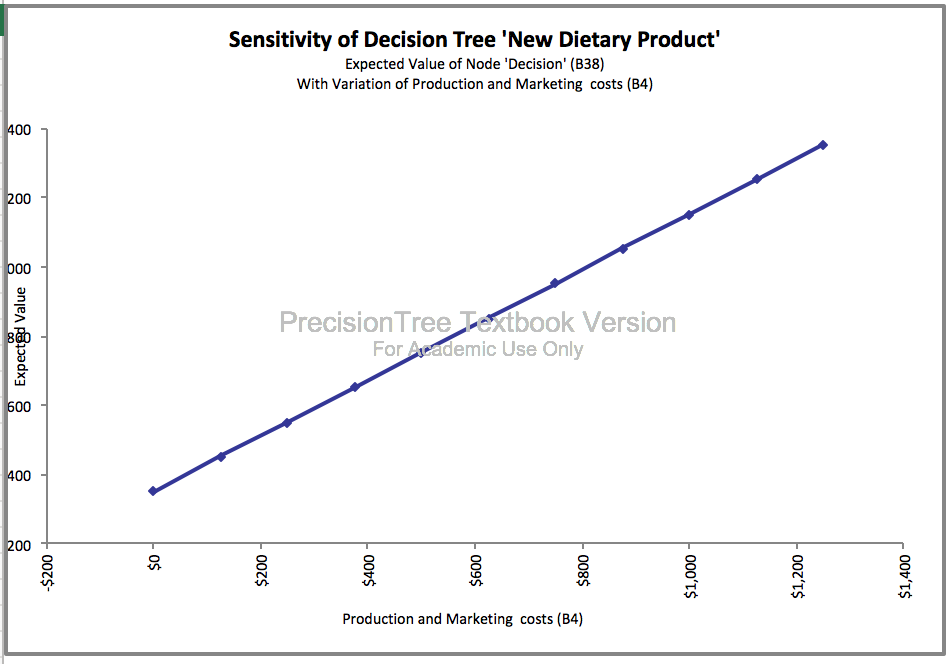 Sensitivity of Decision Tree 'New Dietary Product'
Expected Value of Node 'Decision' (B38)
With Variation of Production and Marketing  costs (B4)
400
200
000
800
600
400
200
Expected Value
PrecisionTree Textbook Version
For Academic Use Only
-$200
$0
$200
$400
$600
$800
$1,000
$1,200
$1,400
Production and Marketing  costs (B4)